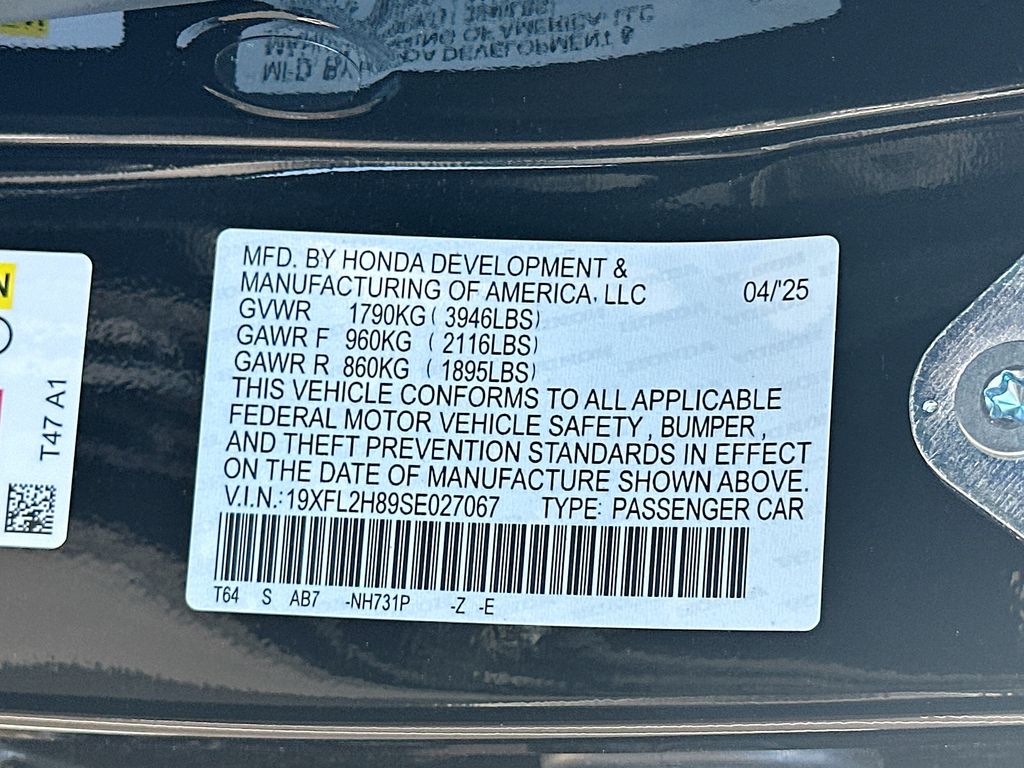 MFD. BY HONDA DEVELOPMENT &
MANUFACTURING OF AMERICA, LLC 04/'25
GVWR 1790KG ( 3946LBS)
GAWR F 960KG ( 2116LBS)
GAWR R 860KG ( 1895LBS)
THIS VEHICLE CONFORMS TO ALL APPLICABLE
FEDERAL MOTOR VEHICLE SAFETY, BUMPER,
AND THEFT PREVENTION STANDARDS IN EFFECT
ON THE DATE OF MANUFACTURE SHOWN ABOVE.
V.I.N.: 19XFL2H89SE027067 TYPE: PASSENGER CAR
T64 S AB7 -NH731P -Z -E
T47 A1
N